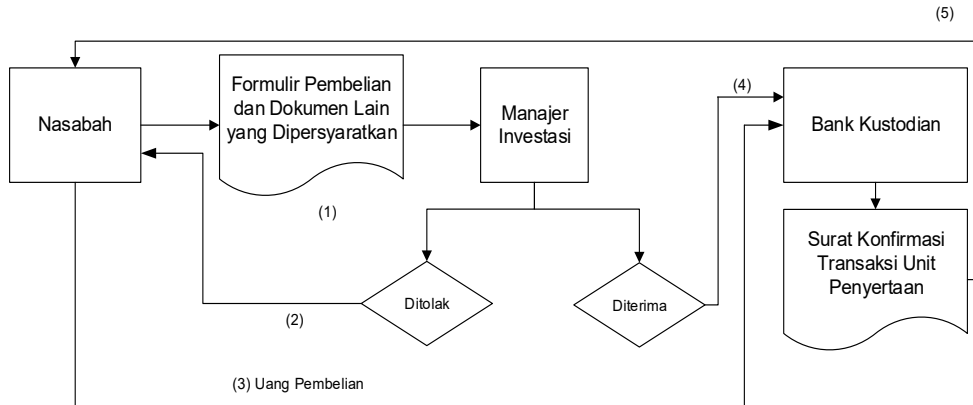 (5)
Nasabah
Formulir Pembelian
dan Dokumen Lain
yang Dipersyaratkan
(1)
Manajer
Investasi
(4)
Bank Kustodian
Surat Konfirmasi
Transaksi Unit
Penyertaan
Ditolak
Diterima
(2)
(3) Uang Pembelian